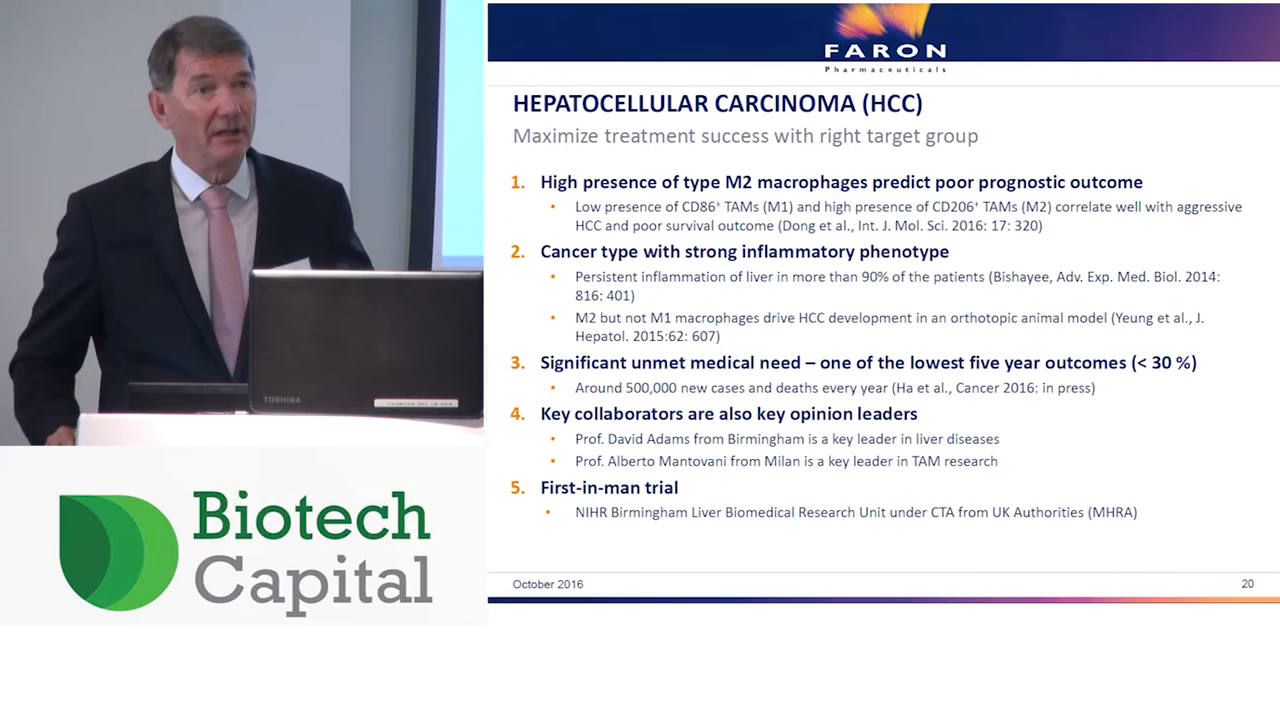 FARON
Pharmaceuticals
HEPATOCELLULAR CARCINOMA (HCC)
Maximize treatment success with right target group
1. High presence of type M2 macrophages predict poor prognostic outcome
• Low presence of CD86⁺ TAMs (M1) and high presence of CD206⁺ TAMs (M2) correlate well with aggressive
HCC and poor survival outcome (Dong et al., Int. J. Mol. Sci. 2016: 17: 320)
2. Cancer type with strong inflammatory phenotype
• Persistent inflammation of liver in more than 90% of the patients (Bishayee, Adv. Exp. Med. Biol. 2014:
816: 401)
• M2 but not M1 macrophages drive HCC development in an orthotopic animal model (Yeung et al., J.
Hepatol. 2015:62: 607)
3. Significant unmet medical need – one of the lowest five year outcomes (< 30 %)
• Around 500,000 new cases and deaths every year (Ha et al., Cancer 2016: in press)
4. Key collaborators are also key opinion leaders
• Prof. David Adams from Birmingham is a key leader in liver diseases
• Prof. Alberto Mantovani from Milan is a key leader in TAM research
5. First-in-man trial
• NIHR Birmingham Liver Biomedical Research Unit under CTA from UK Authorities (MHRA)
October 2016
20
TOSHIBA
Biotech
Capital